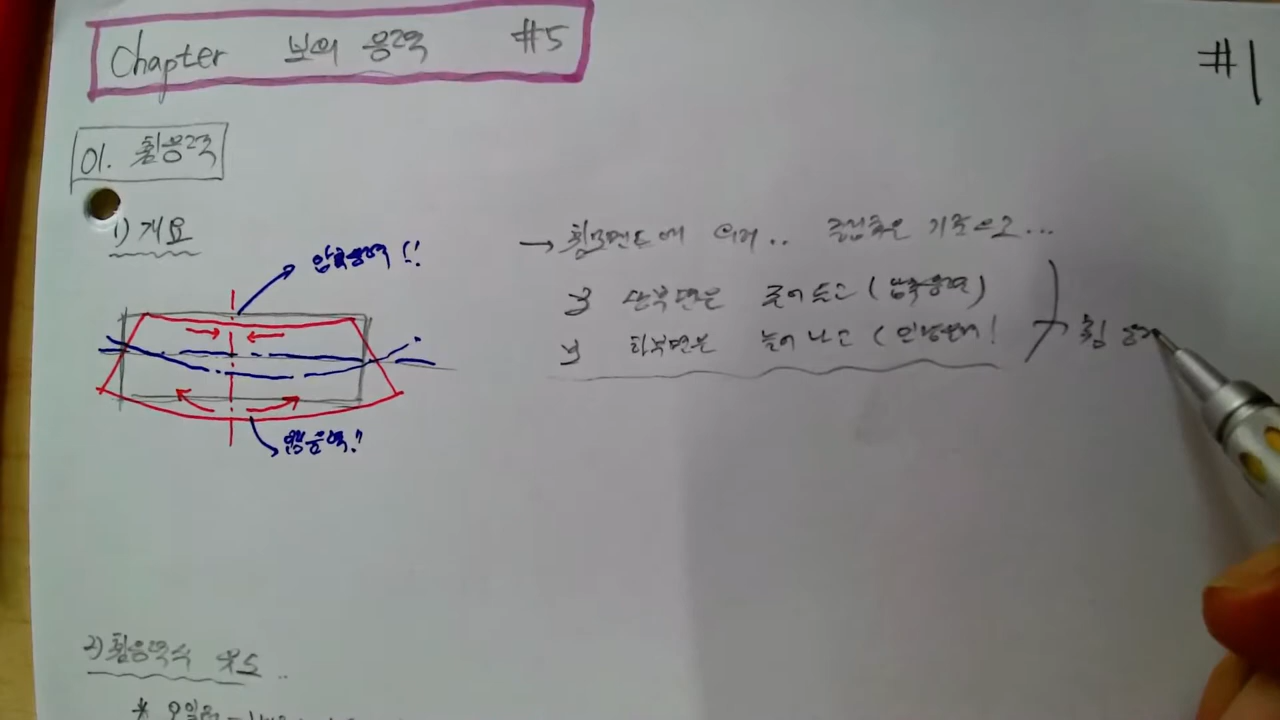 Chapter 보의 응력 #5
#1
01. 휨응력
1) 개요
압축응력!!
인장응력!!
→ 휨모멘트에 의해.. 중립축을 기준으로...
상부면은 줄어들고 (압축응력)
하부면은 늘어나고 (인장응력!
휨 응력
2) 휨응력식 유도..